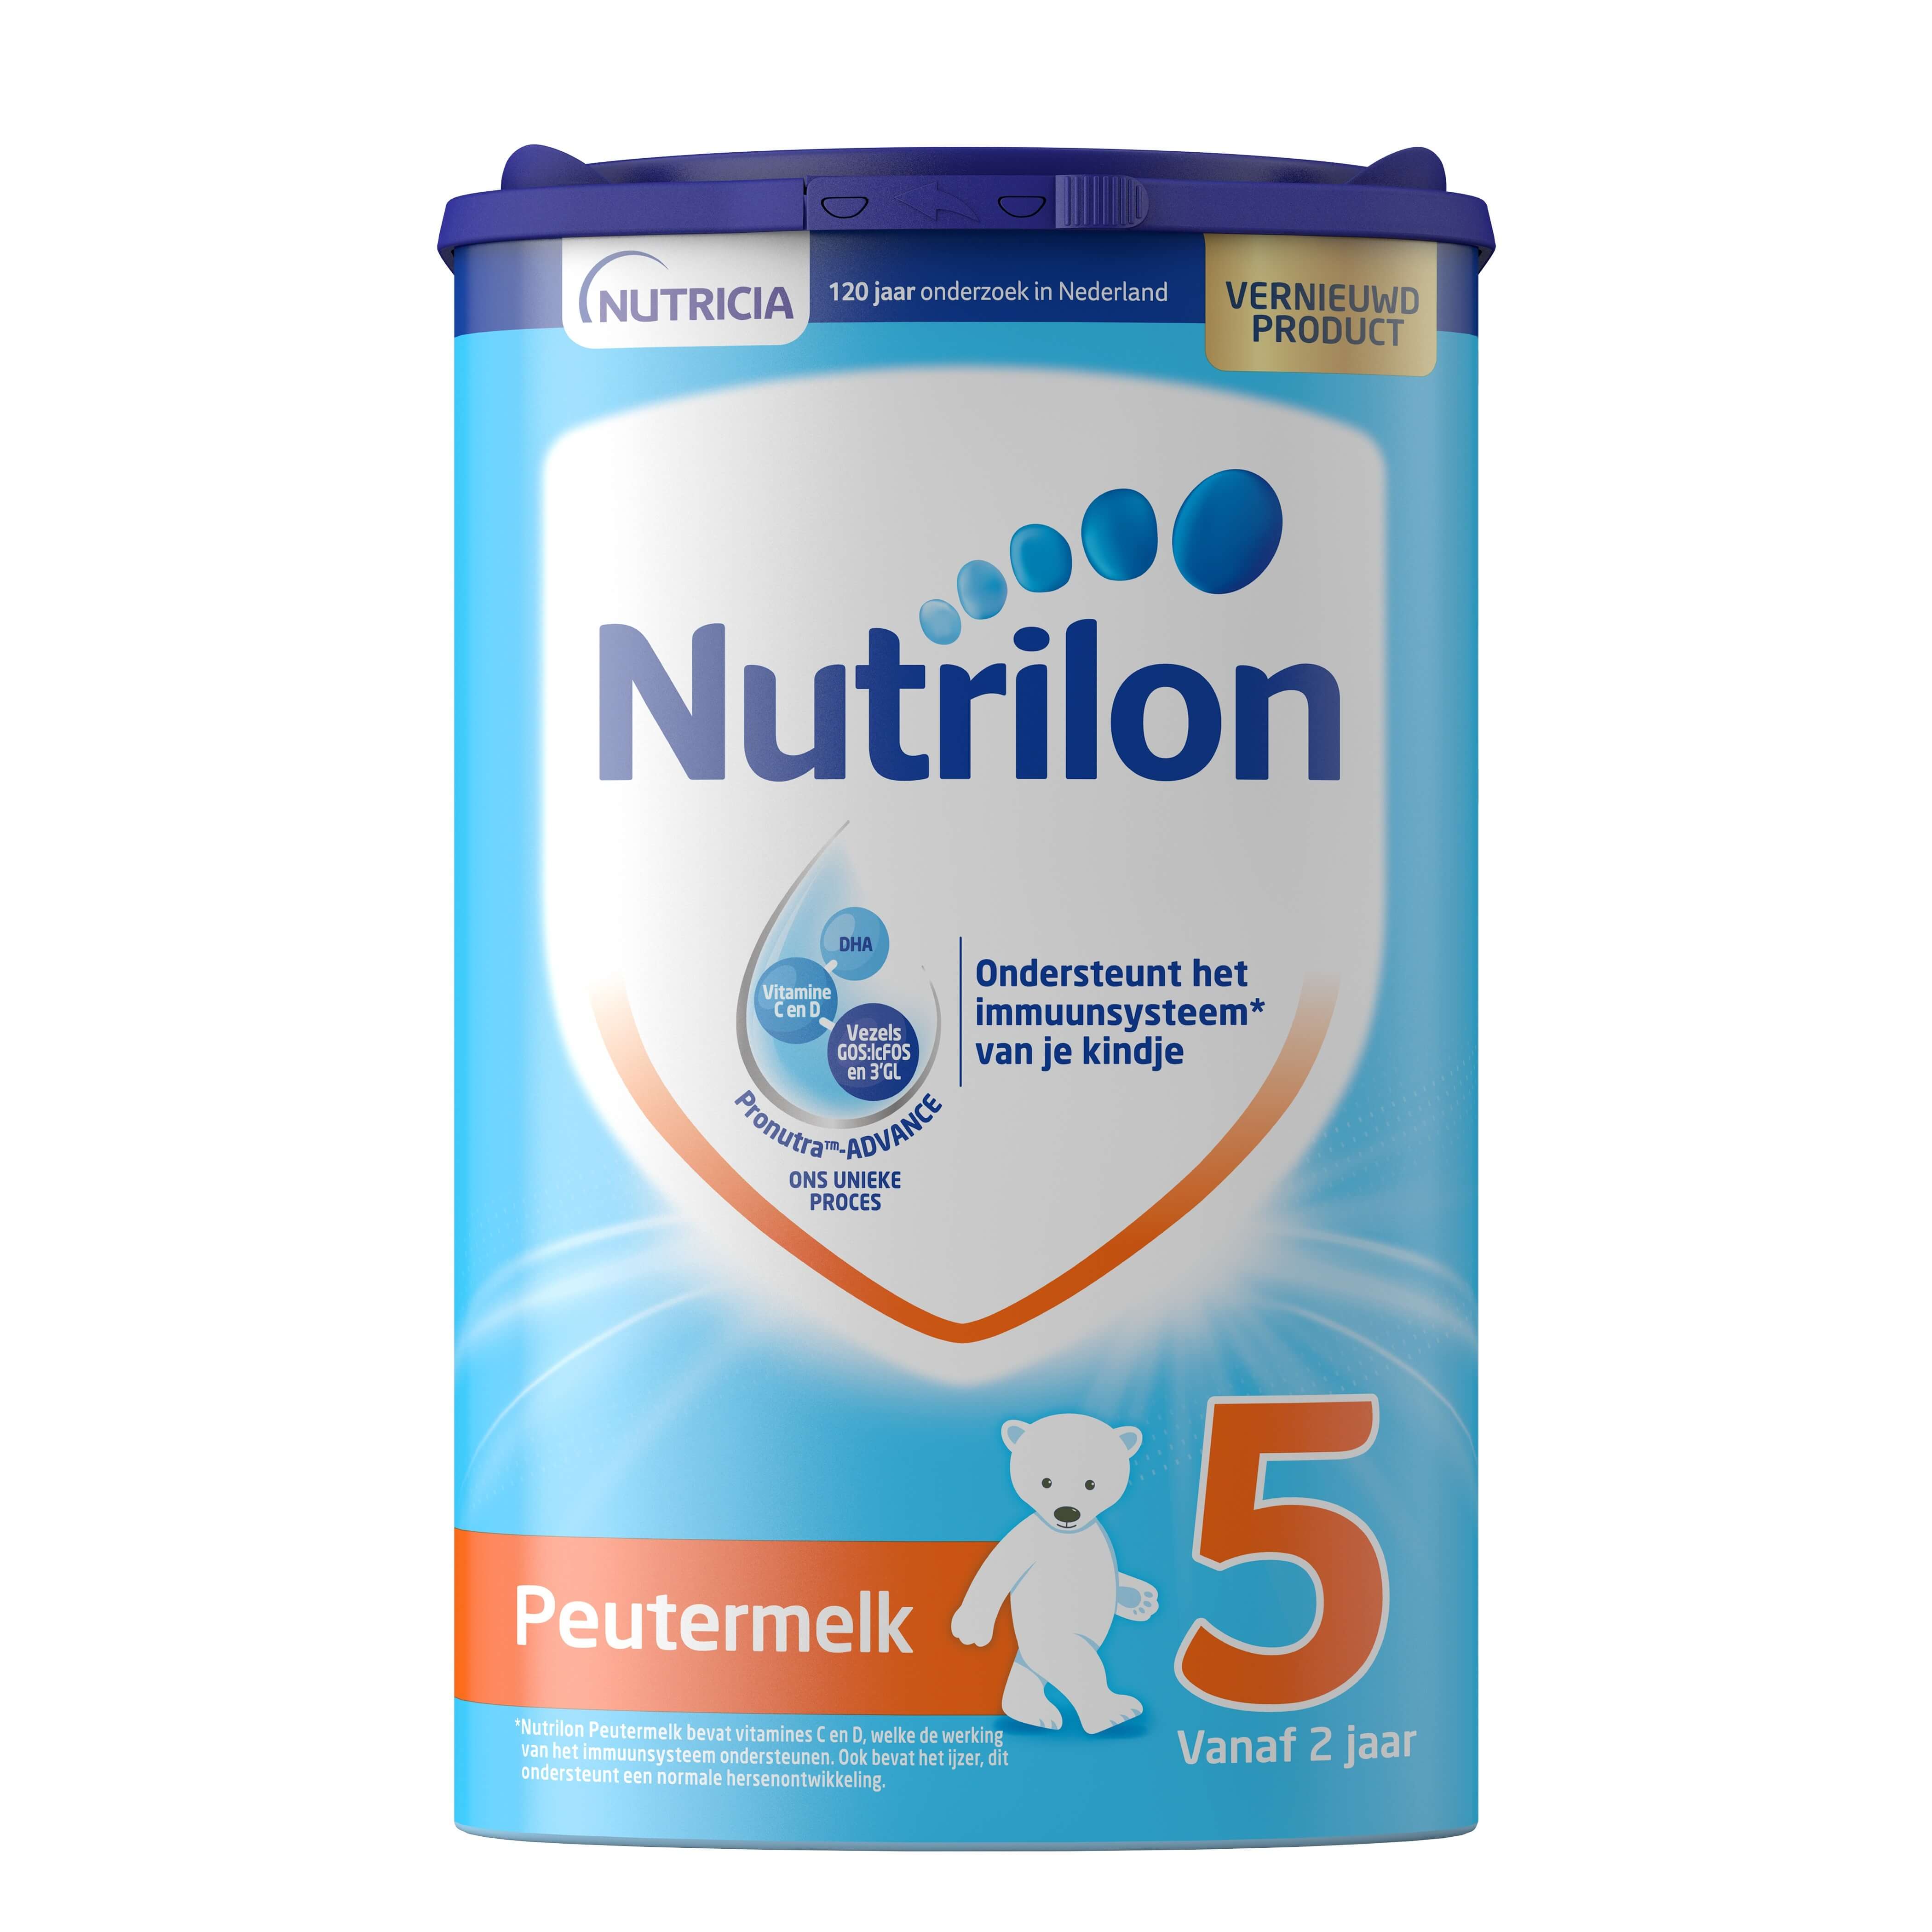 NUTRICIA
120 jaar onderzoek in Nederland
VERNIEUWD
PRODUCT
Nutrilon
DHA
Vitamine
C en D
Vezels
GOS:lcFOS
en 3'GL
Pronutra™-ADVANCE
ONS UNIEKE
PROCES
Ondersteunt het
immuunsysteem*
van je kindje
Peutermelk
5
Vanaf 2 jaar
*Nutrilon Peutermelk bevat vitamines C en D, welke de werking
van het immuunsysteem ondersteunen. Ook bevat het ijzer, dit
ondersteunt een normale hersenontwikkeling.